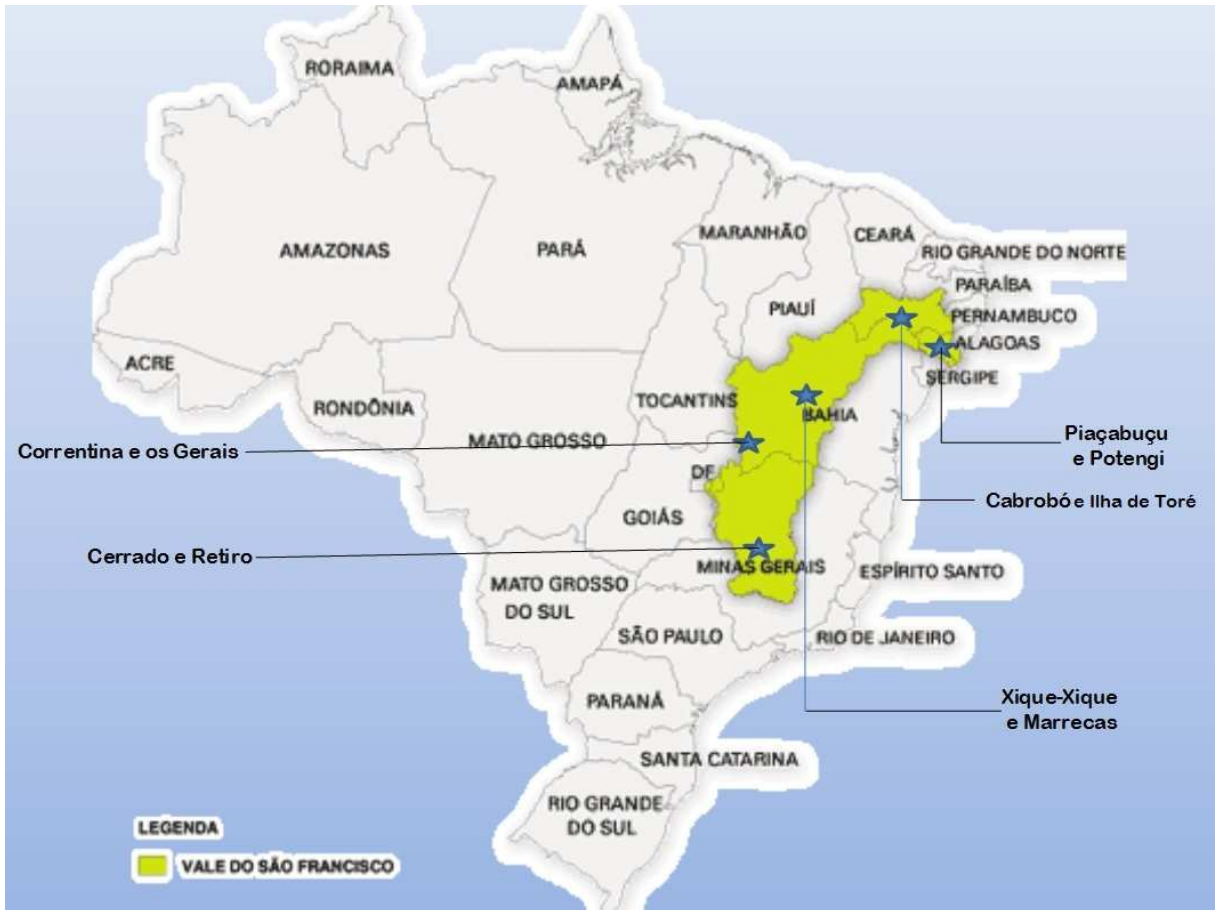 RORAIMA
AMAPÁ
AMAZONAS
PARÁ
MARANHÃO
CEARÁ
RIO GRANDE DO NORTE
PARAÍBA
PIAUÍ
PERNAMBUCO
ALAGOAS
ACRE
SERGIPE
RONDÔNIA
TOCANTINS
BAHIA
MATO GROSSO
Correntina e os Gerais
Piaçabuçu
e Potengi
DF
Cabrobó e Ilha de Toré
GOIÁS
Cerrado e Retiro
MINAS GERAIS
ESPÍRITO SANTO
MATO GROSSO
DO SUL
SÃO PAULO
RIO DE JANEIRO
PARANÁ
Xique-Xique
e Marrecas
SANTA CATARINA
RIO GRANDE
DO SUL
LEGENDA
VALE DO SÃO FRANCISCO